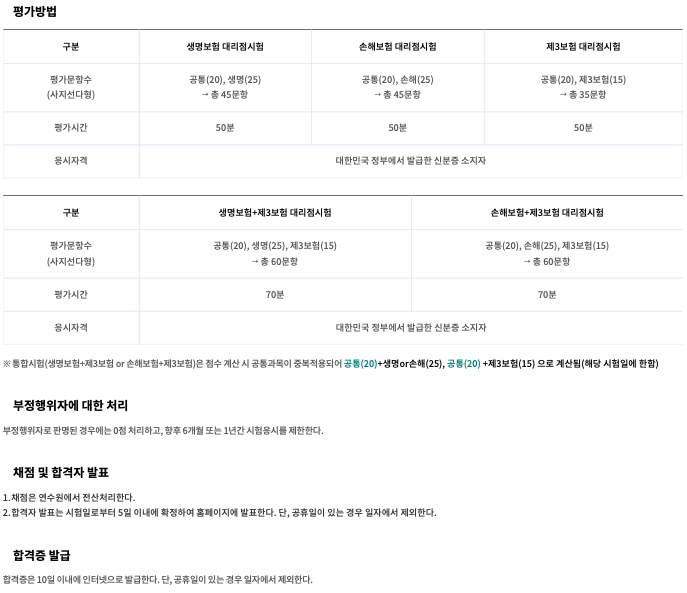 평가방법
구분 생명보험 대리점시험 손해보험 대리점시험 제3보험 대리점시험
평가문항수 공통(20), 생명(25) 공통(20), 손해(25) 공통(20), 제3보험(15)
(사지선다형) → 총 45문항 → 총 45문항 → 총 35문항
평가시간 50분 50분 50분
응시자격 대한민국 정부에서 발급한 신분증 소지자
구분 생명보험+제3보험 대리점시험 손해보험+제3보험 대리점시험
평가문항수 공통(20), 생명(25), 제3보험(15) 공통(20), 손해(25), 제3보험(15)
(사지선다형) → 총 60문항 → 총 60문항
평가시간 70분 70분
응시자격 대한민국 정부에서 발급한 신분증 소지자
※ 통합시험(생명보험+제3보험 or 손해보험+제3보험)은 점수 계산 시 공통과목이 중복적용되어 공통(20)+생명or손해(25), 공통(20) +제3보험(15) 으로 계산됨(해당 시험일에 한함)
부정행위자에 대한 처리
부정행위자로 판명된 경우에는 0점 처리하고, 향후 6개월 또는 1년간 시험응시를 제한한다.
채점 및 합격자 발표
1.채점은 연수원에서 전산처리한다.
2.합격자 발표는 시험일로부터 5일 이내에 확정하여 홈페이지에 발표한다. 단, 공휴일이 있는 경우 일자에서 제외한다.
합격증 발급
합격증은 10일 이내에 인터넷으로 발급한다. 단, 공휴일이 있는 경우 일자에서 제외한다.